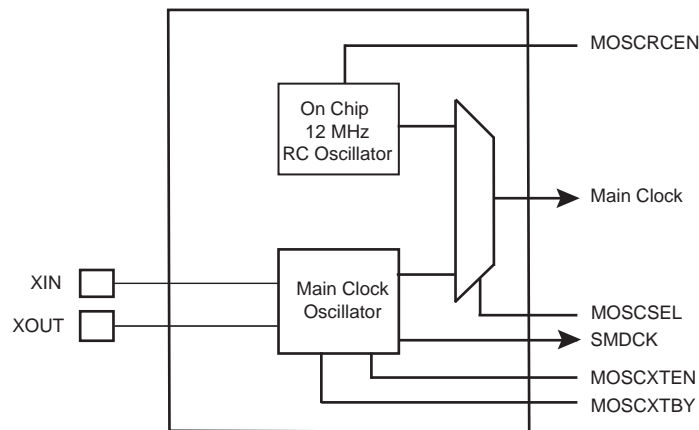 MOSCRCEN
On Chip
12 MHz
RC Oscillator
Main Clock
XIN
XOUT
Main Clock
Oscillator
MOSCSEL
SMDCK
MOSCXTEN
MOSCXTBY